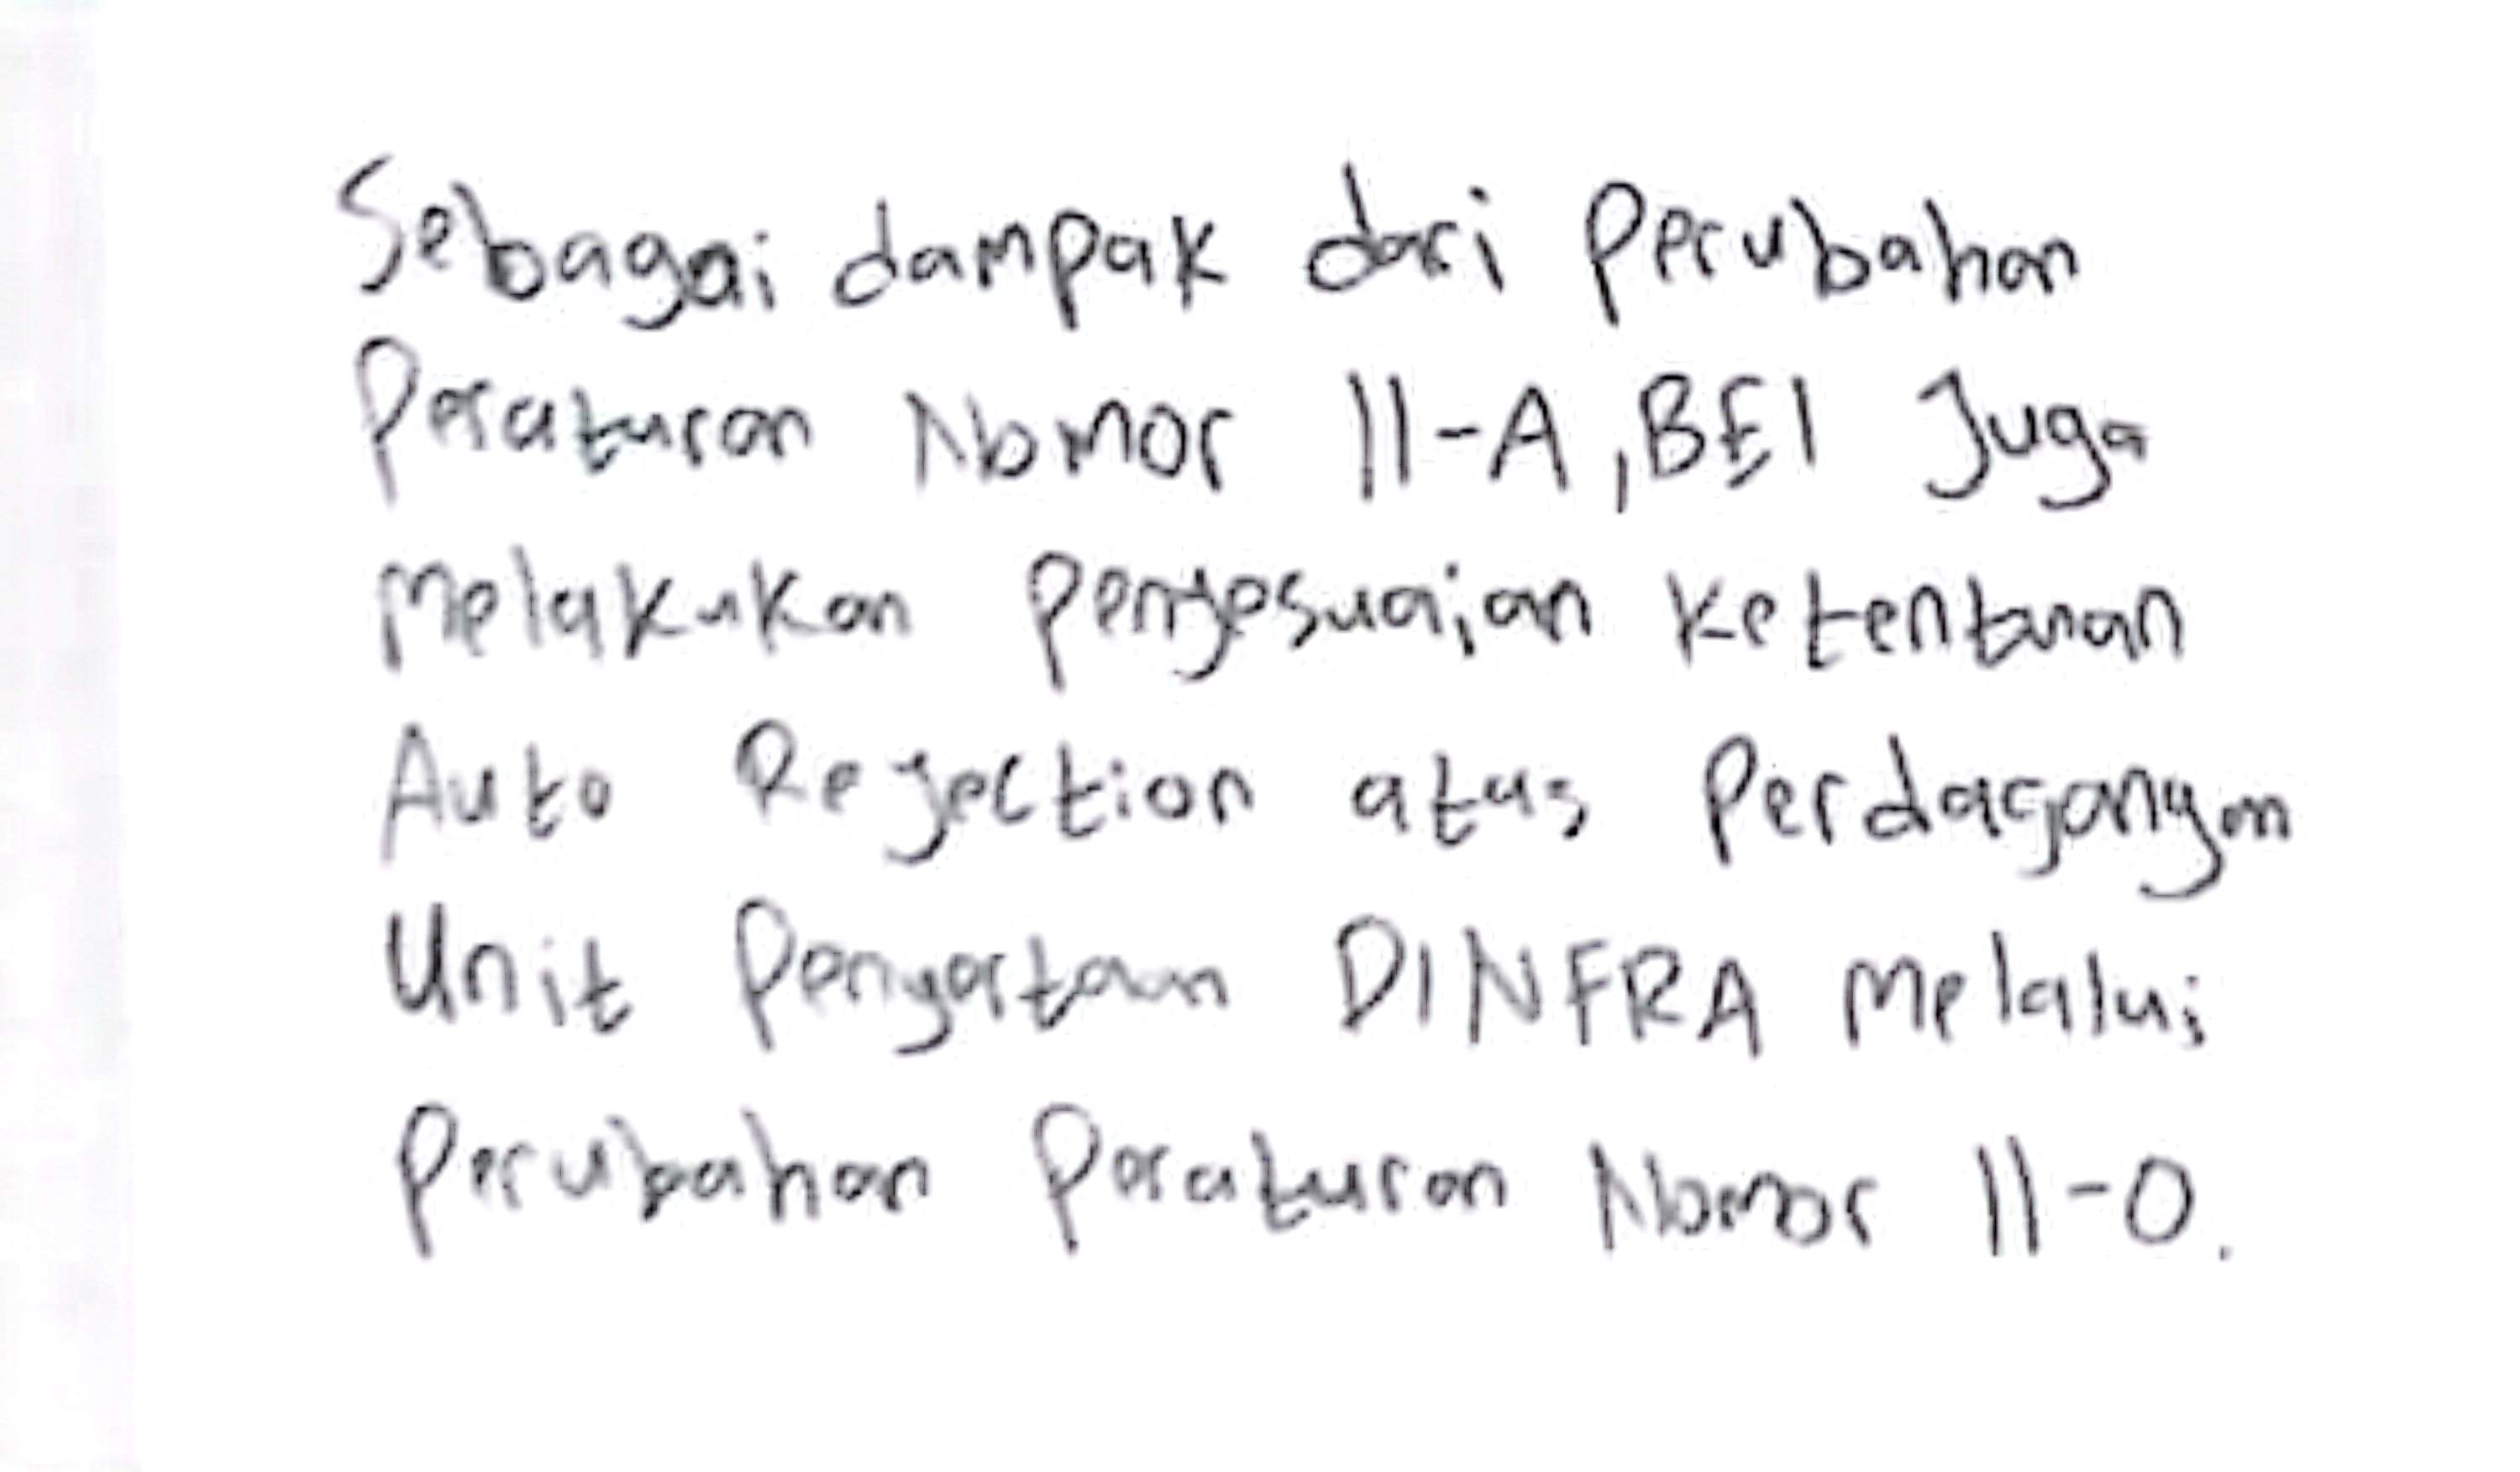 Sebagai dampak dari perubahan
Peraturan Nomor II-A, BEI Juga
melakukan penyesuaian ketentuan
Auto Rejection atas Perdagangan
Unit Penyertaan DINFRA melalui
Perubahan Peraturan Nomor II-O.